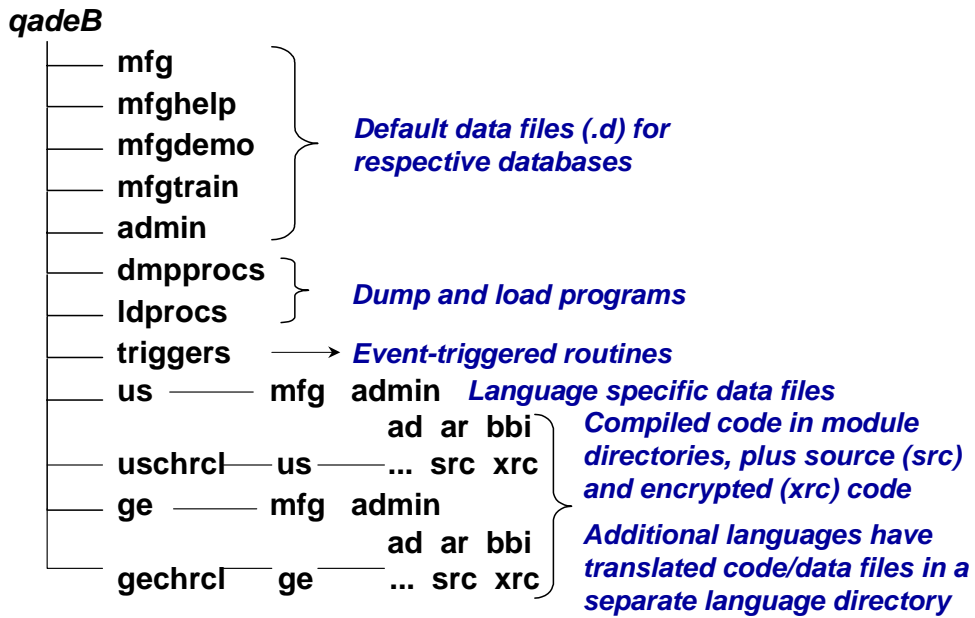 qadeB
mfg
mfghelp
mfgdemo
mfgtrain
admin
Default data files (.d) for
respective databases
dmpprocs
ldprocs
Dump and load programs
triggers
Event-triggered routines
us mfg admin Language specific data files
ad ar bbi
uschrcl us ... src xrc
Compiled code in module
directories, plus source (src)
and encrypted (xrc) code
ge mfg admin
ad ar bbi
gechrcl ge ... src xrc
Additional languages have
translated code/data files in a
separate language directory